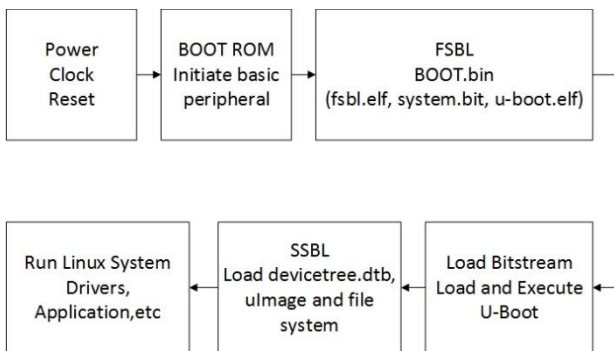 Power
Clock
Reset
BOOT ROM
Initiate basic
peripheral
FSBL
BOOT.bin
(fsbl.elf, system.bit, u-boot.elf)
Load Bitstream
Load and Execute
U-Boot
SSBL
Load devicetree.dtb,
uImage and file
system
Run Linux System
Drivers,
Application,etc